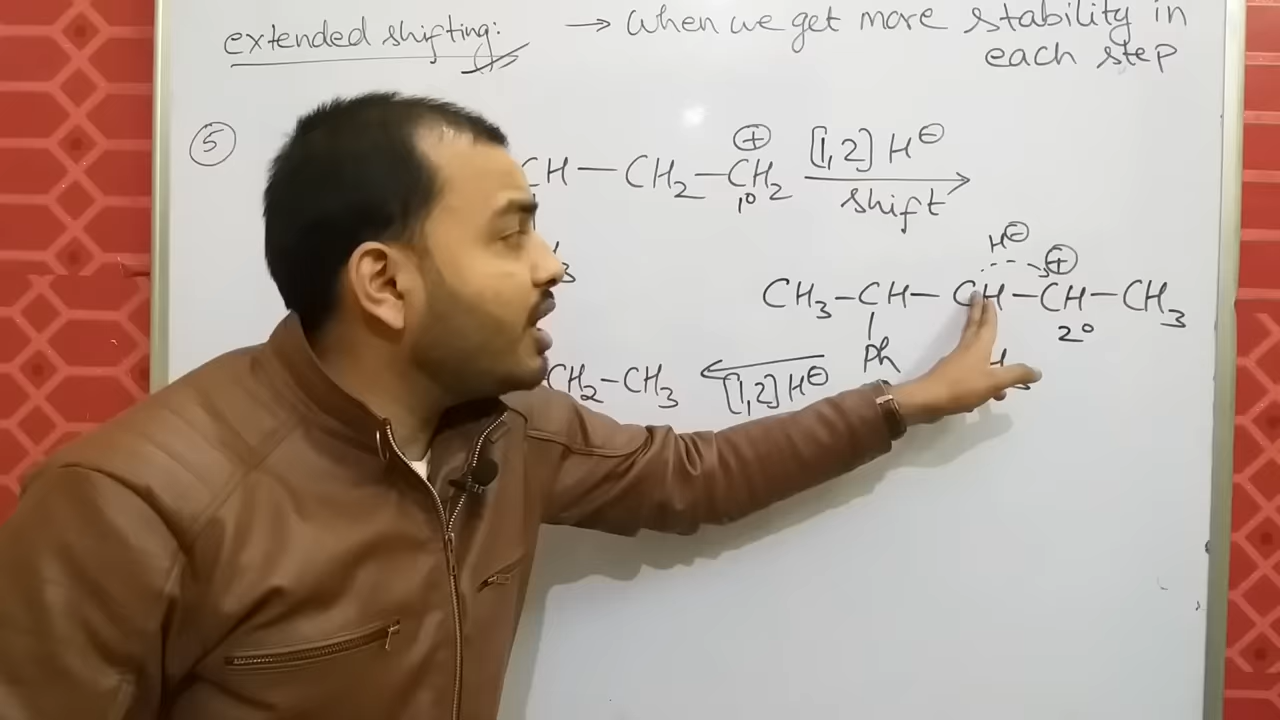 extended shifting: → when we get more stability in
each step
⑤
CH—CH2—CH2 ⊕ [1,2] H⊖
1° shift
3
H⊖ ⊕
CH3—CH—CH—CH—CH3
Ph 2°
CH2—CH3 ← [1,2] H⊖